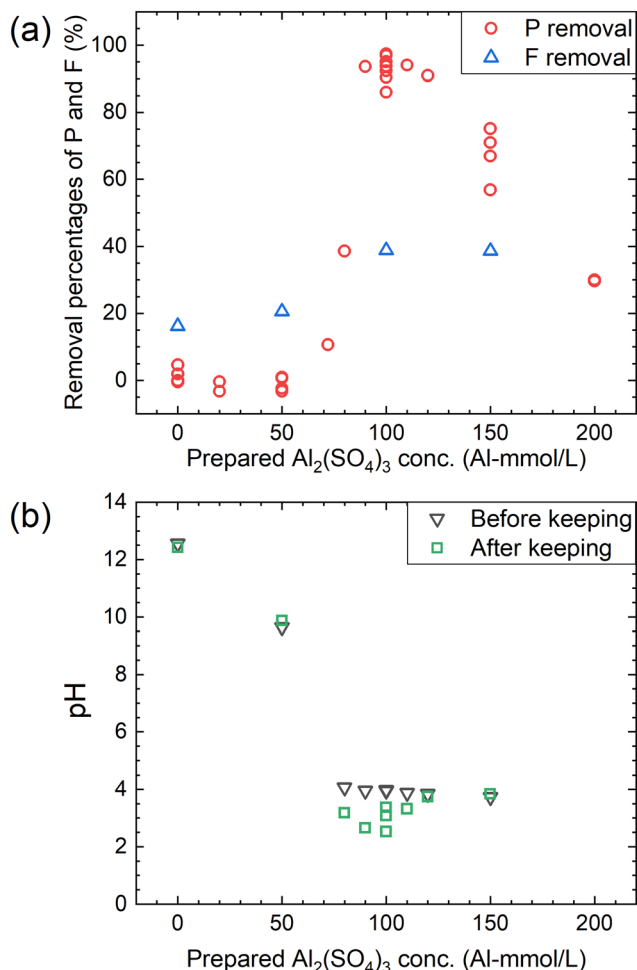 (a)
Removal percentages of P and F (%)
100
80
60
40
20
0
P removal
F removal
0 50 100 150 200
Prepared Al₂(SO₄)₃ conc. (Al-mmol/L)
(b)
pH
14
12
10
8
6
4
2
0
Before keeping
After keeping
0 50 100 150 200
Prepared Al₂(SO₄)₃ conc. (Al-mmol/L)